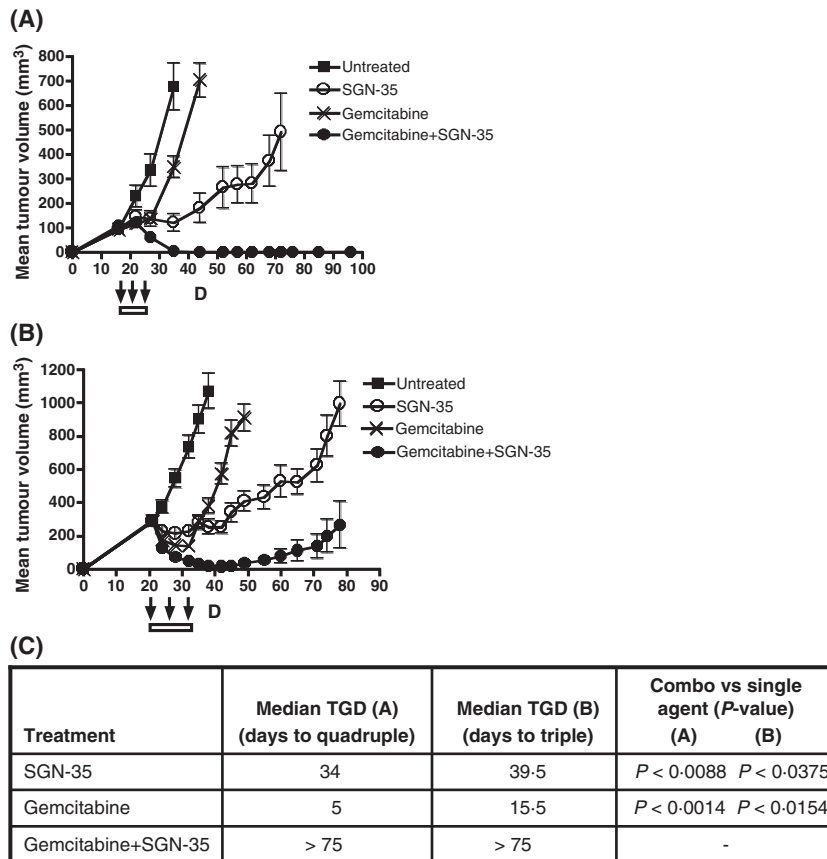 (A)
Mean tumour volume (mm³)
800
700
600
500
400
300
200
100
0
0 10 20 30 40 50 60 70 80 90 100
D
Untreated
SGN-35
Gemcitabine
Gemcitabine+SGN-35
(B)
Mean tumour volume (mm³)
1200
1000
800
600
400
200
0
0 10 20 30 40 50 60 70 80 90
D
Untreated
SGN-35
Gemcitabine
Gemcitabine+SGN-35
(C)
Treatment
Median TGD (A)
(days to quadruple)
Median TGD (B)
(days to triple)
Combo vs single
agent (P-value)
(A) (B)
SGN-35 34 39·5 P < 0·0088 P < 0·0375
Gemcitabine 5 15·5 P < 0·0014 P < 0·0154
Gemcitabine+SGN-35 > 75 > 75 -